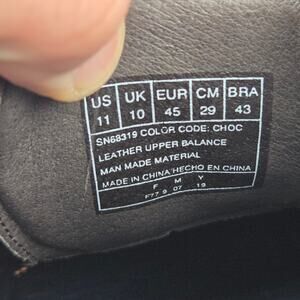 US UK EUR CM BRA
11 10 45 29 43
SN68319 COLOR CODE: CHOC
LEATHER UPPER BALANCE
MAN MADE MATERIAL
MADE IN CHINA/HECHO EN CHINA
F M Y
F77 9 07 19